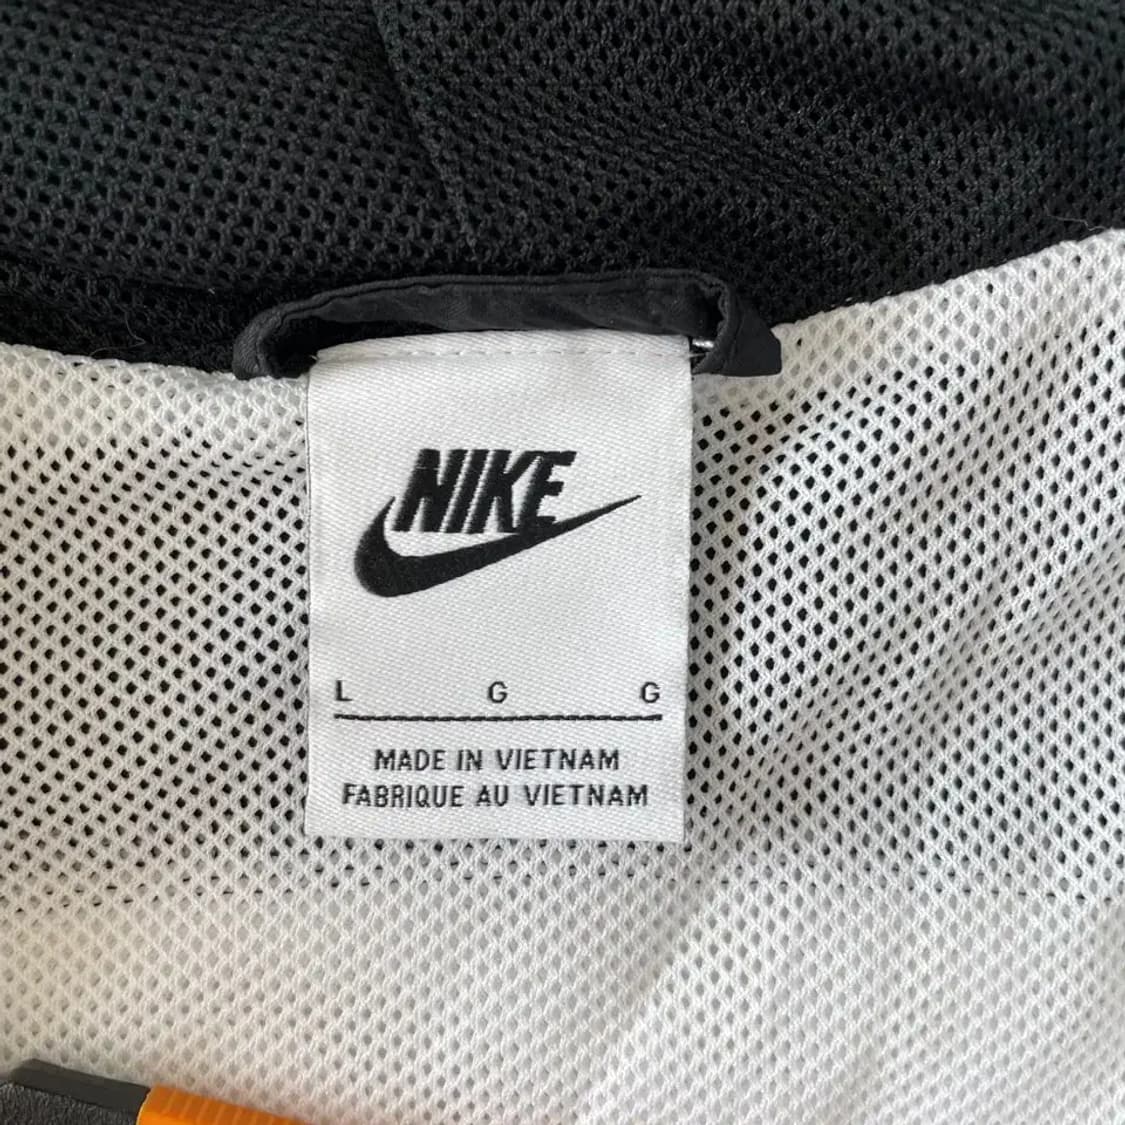 NIKE
L G G
MADE IN VIETNAM
FABRIQUE AU VIETNAM